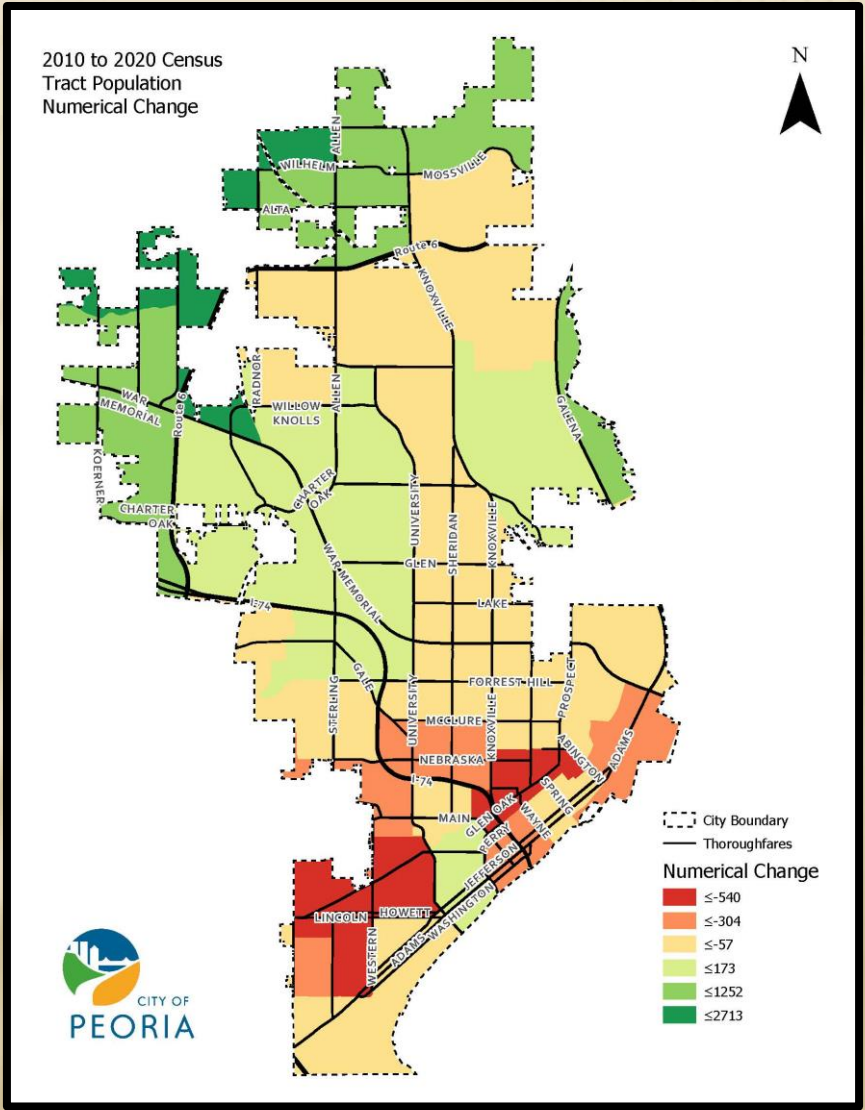 2010 to 2020 Census
Tract Population
Numerical Change
N
ALLEN
WILHELM
MOSSVILLE
ALTA
Route 6
KNOXVILLE
RADNOR
ALLEN
WAR
MEMORIAL
Route 6
WILLOW
KNOLLS
GALENA
KOERNER
CHARTER
OAK
CHARTER
OAK
UNIVERSITY
SHERIDAN
KNOXVILLE
WAR MEMORIAL
GLEN
I-74
LAKE
GALE
FORREST HILL
PROSPECT
STERLING
UNIVERSITY
MCCLURE
KNOXVILLE
NEBRASKA
ABINGTON
ADAMS
I-74
SPRING
GLEN OAK
WAYNE
MAIN
PERRY
JEFFERSON
WASHINGTON
LINCOLN
HOWETT
WESTERN
ADAMS
City Boundary
Thoroughfares
Numerical Change
≤-540
≤-304
≤-57
≤173
≤1252
≤2713
CITY OF
PEORIA